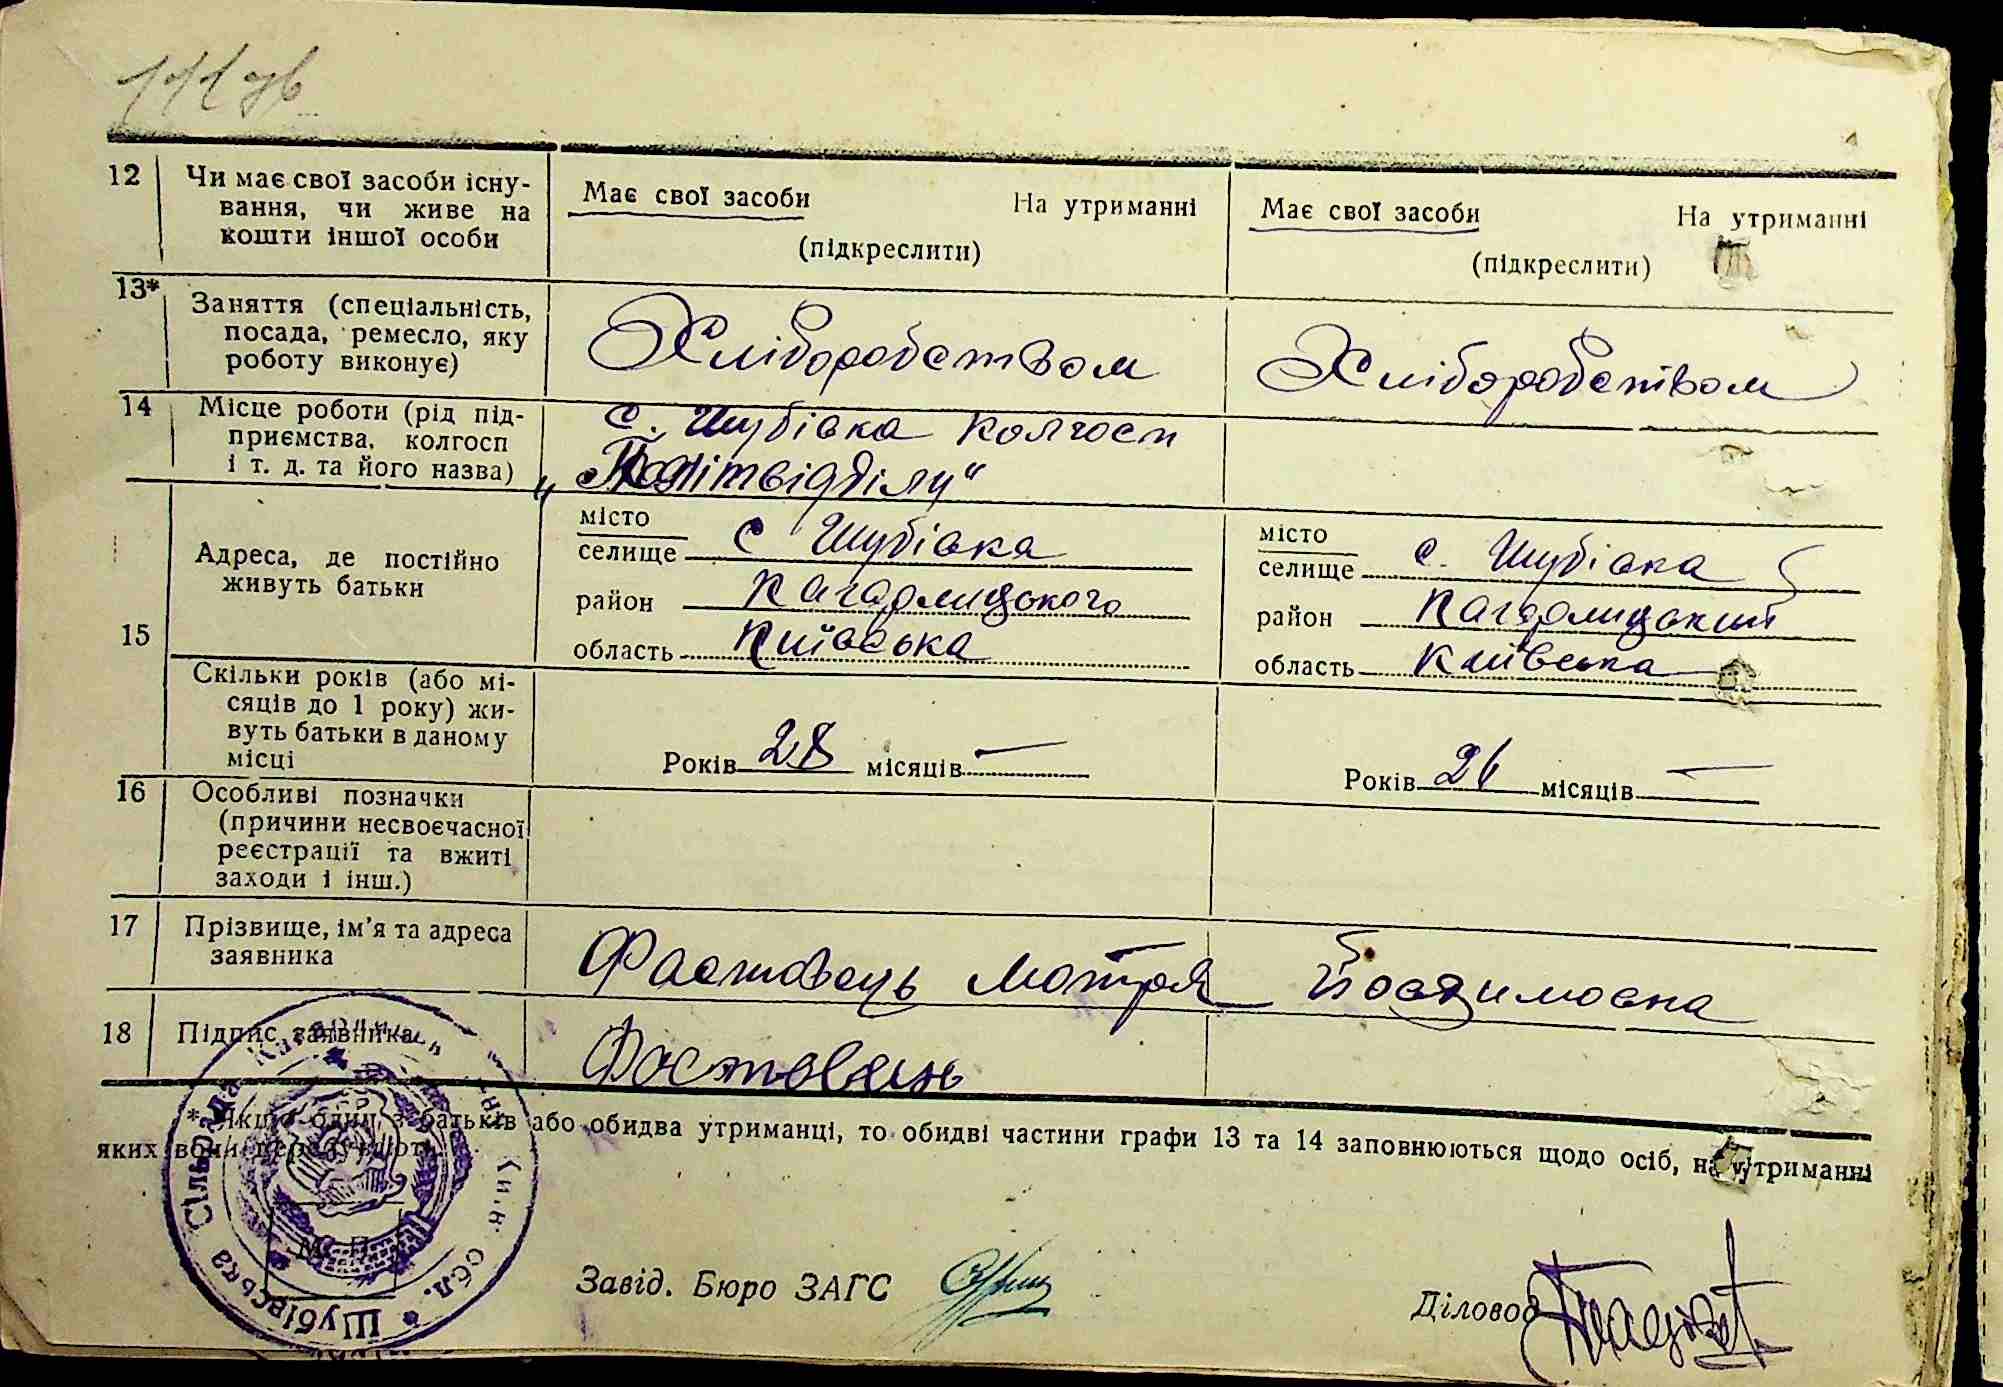 12 Чи має свої засоби існу-
вання, чи живе на
кошти іншої особи
Має свої засоби На утриманні
(підкреслити)
Має свої засоби На утриманні
(підкреслити)
13* Заняття (спеціальність,
посада, ремесло, яку
роботу виконує)
Хліборобством
Хліборобством
14 Місце роботи (рід під-
приємства, колгосп
і т. д. та його назва)
с. Шубівка колгосп
„Політвідділу“
15
Адреса, де постійно
живуть батьки
місто
селище с Шубівка
район Кагарлицького
область Київська
місто
селище с. Шубівка
район Кагарлицький
область Київська
Скільки років (або мі-
сяців до 1 року) жи-
вуть батьки в даному
місці
Років 28 місяців —
Років 26 місяців —
16 Особливі позначки
(причини несвоєчасної
реєстрації та вжиті
заходи і інш.)
17 Прізвище, ім'я та адреса
заявника
Фастовець Мотря
18 Підпис заявника
Фастовець
* Якщо один з батьків або обидва утриманці, то обидві частини графи 13 та 14 заповнюються щодо осіб, на утриманні
яких вони перебувають.
М. П.
Шубівська Сільрада обл.
Завід. Бюро ЗАГС
Діловод